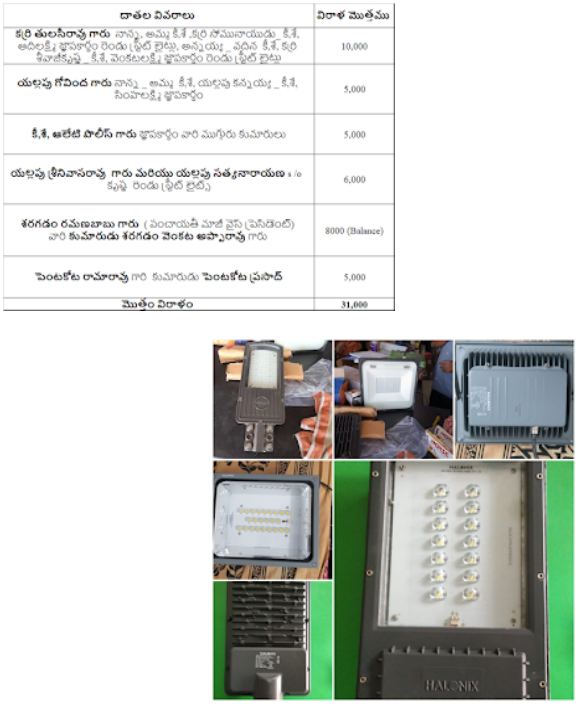 దాతల వివరాలు విరాళ మొత్తము
కర్రి తులసీరావు గారు నాన్న, అమ్మ కీ.శే .కర్రి సోమునాయుడు _ కీ.శే.
ఆదిలక్ష్మి జ్ఞాపకార్థం రెండు స్ట్రీట్ లైట్లు, అన్నయ్య _ వదిన కీ.శే. కర్రి
శివాజీకృష్ణ _ కీ.శే. వెంకటలక్ష్మి జ్ఞాపకార్థం రెండు స్ట్రీట్ లైట్లు
10,000
యల్లపు గోవింద గారు నాన్న _ అమ్మ కీ.శే. యల్లపు కన్నయ్య _ కీ.శే.
సింహలక్ష్మి జ్ఞాపకార్థం
5,000
కీ.శే. ఆలేటి పొలీస్ గారు జ్ఞాపకార్థం వారి ముగ్గురు కుమారులు
5,000
యల్లపు శ్రీనివాసరావు గారు మరియు యల్లపు సత్యనారాయణ s/o
కృష్ణ రెండు స్ట్రీట్ లైట్స్)
6,000
శరగడం రమణబాబు గారు ( పంచాయతీ మాజీ వైస్ ప్రెసిడెంట్)
వారి కుమారుడు శరగడం వెంకట అప్పారావు గారు
8000 (Balance)
పెంటకోట రామారావు గారి కుమారుడు పెంటకోట ప్రసాద్
5,000
మొత్తం విరాళం 31,000
HALONIX
HALONIX